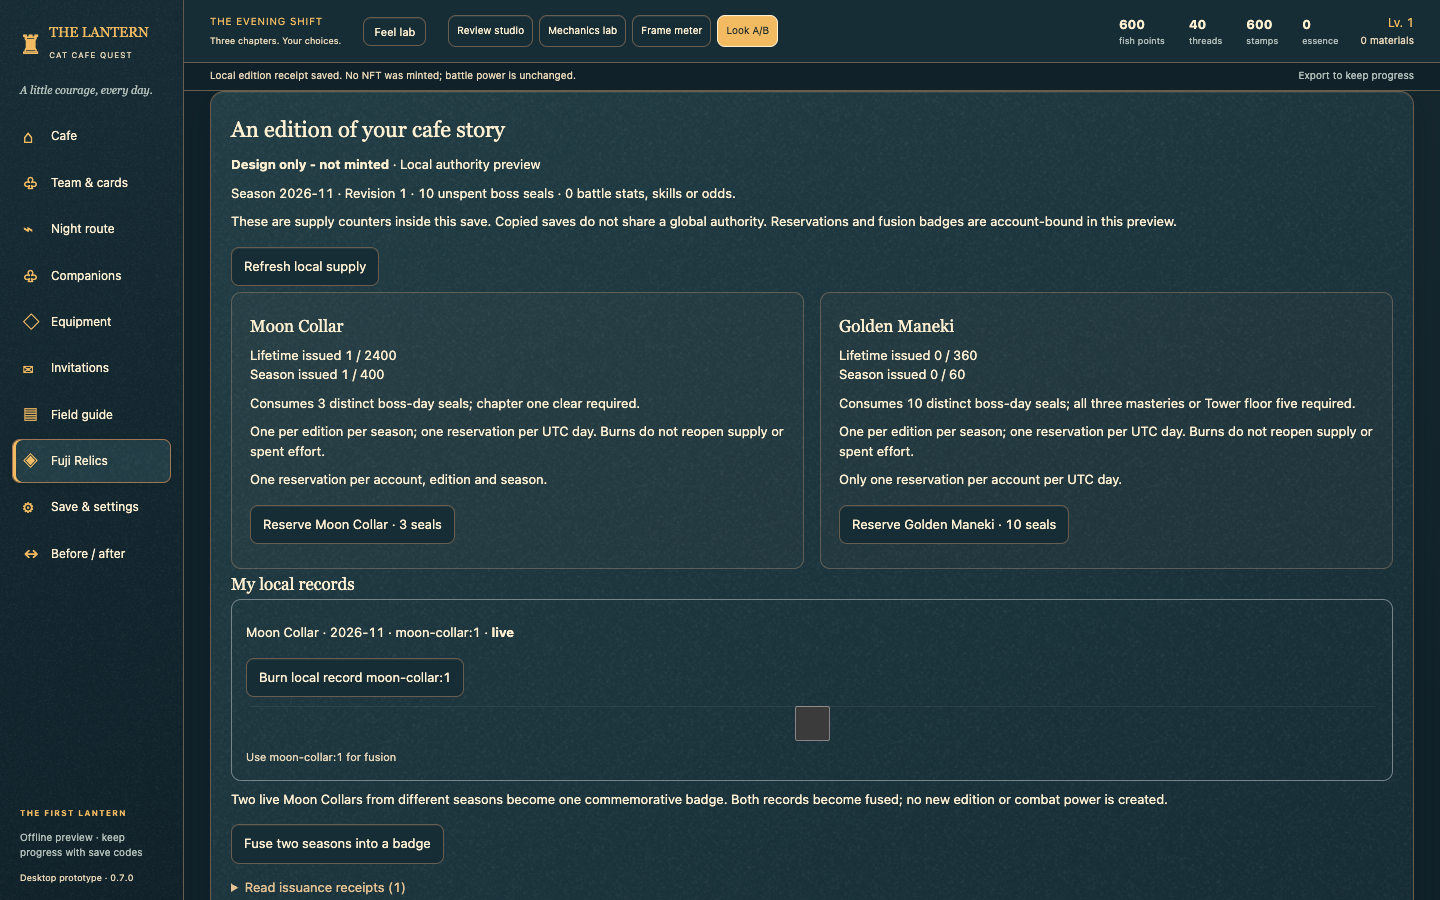 THE LANTERN
CAT CAFE QUEST
A little courage, every day.
Cafe
Team & cards
Night route
Companions
Equipment
Invitations
Field guide
Fuji Relics
Save & settings
Before / after
THE FIRST LANTERN
Offline preview · keep
progress with save codes
Desktop prototype · 0.7.0
THE EVENING SHIFT
Three chapters. Your choices.
Feel lab
Review studio
Mechanics lab
Frame meter
Look A/B
600
fish points
40
threads
600
stamps
0
essence
Lv. 1
0 materials
Local edition receipt saved. No NFT was minted; battle power is unchanged.
Export to keep progress
An edition of your cafe story
Design only - not minted · Local authority preview
Season 2026-11 · Revision 1 · 10 unspent boss seals · 0 battle stats, skills or odds.
These are supply counters inside this save. Copied saves do not share a global authority. Reservations and fusion badges are account-bound in this preview.
Refresh local supply
Moon Collar
Lifetime issued 1 / 2400
Season issued 1 / 400
Consumes 3 distinct boss-day seals; chapter one clear required.
One per edition per season; one reservation per UTC day. Burns do not reopen supply or
spent effort.
One reservation per account, edition and season.
Reserve Moon Collar · 3 seals
Golden Maneki
Lifetime issued 0 / 360
Season issued 0 / 60
Consumes 10 distinct boss-day seals; all three masteries or Tower floor five required.
One per edition per season; one reservation per UTC day. Burns do not reopen supply or
spent effort.
Only one reservation per account per UTC day.
Reserve Golden Maneki · 10 seals
My local records
Moon Collar · 2026-11 · moon-collar:1 · live
Burn local record moon-collar:1
Use moon-collar:1 for fusion
Two live Moon Collars from different seasons become one commemorative badge. Both records become fused; no new edition or combat power is created.
Fuse two seasons into a badge
Read issuance receipts (1)